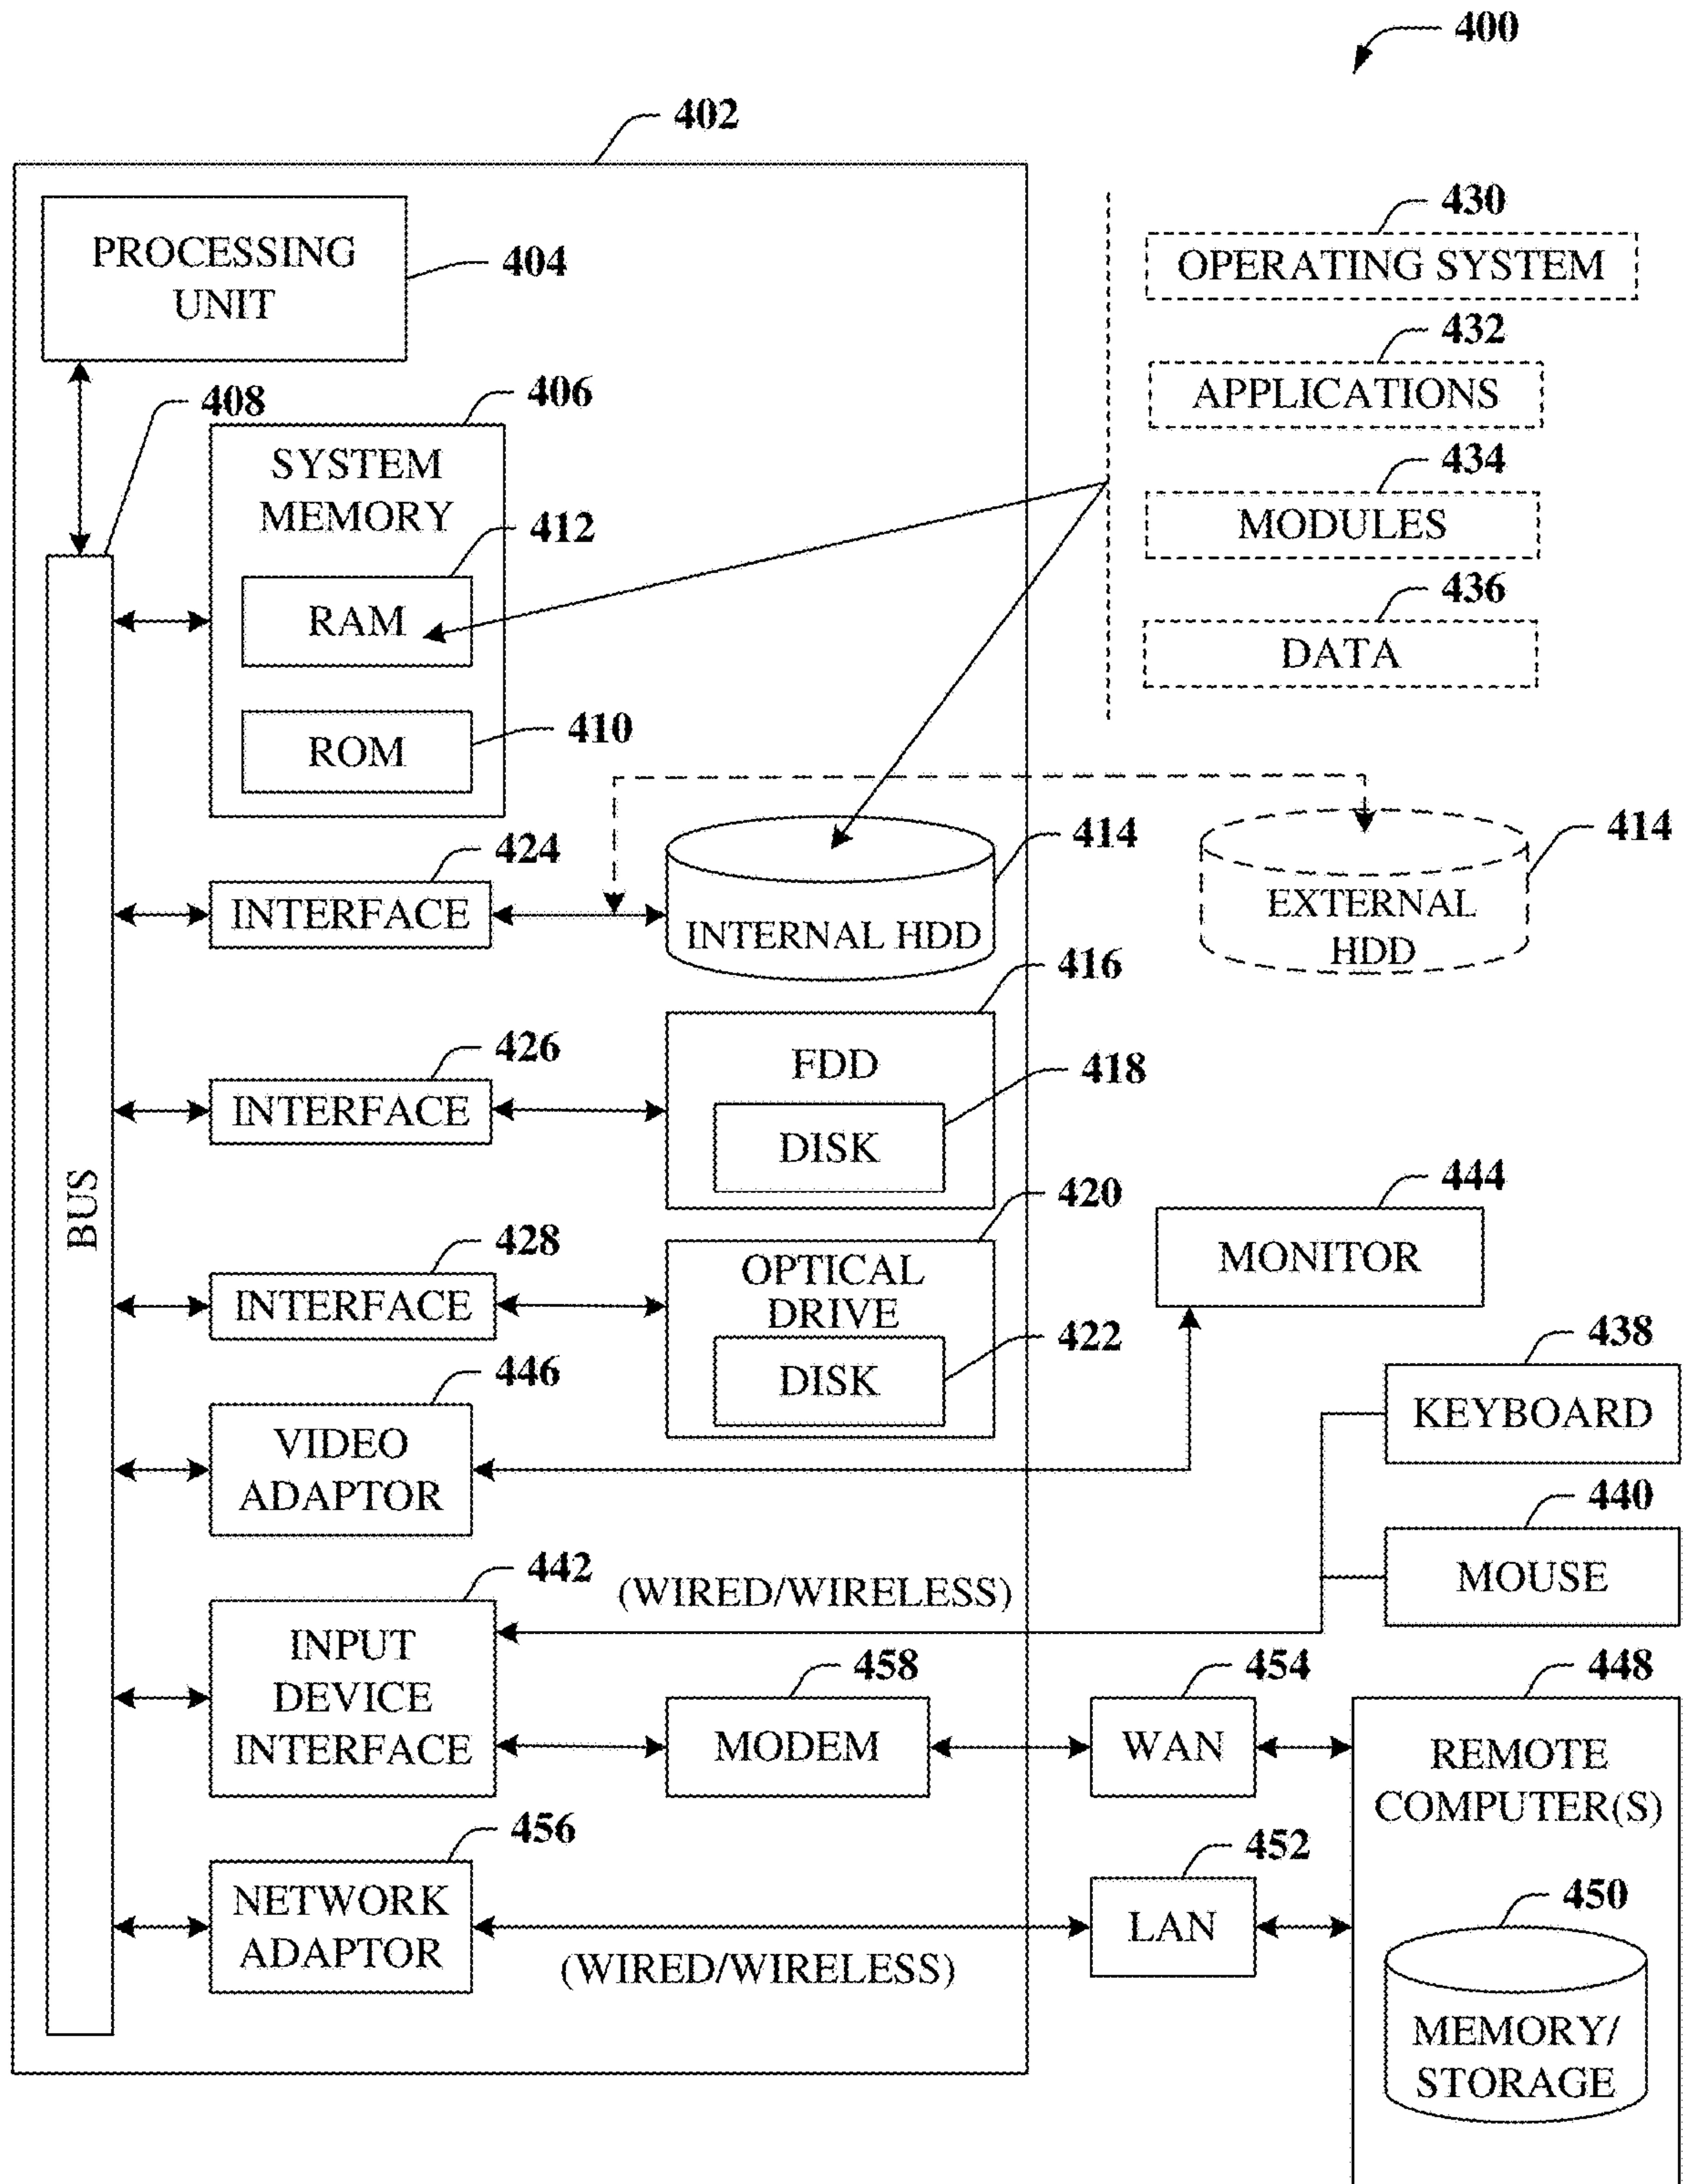 400
402
PROCESSING
UNIT
404
430
OPERATING SYSTEM
432
APPLICATIONS
434
MODULES
436
DATA
408
406
SYSTEM
MEMORY
412
RAM
410
ROM
424
INTERFACE
414
INTERNAL HDD
414
EXTERNAL
HDD
416
FDD
426
INTERFACE
418
DISK
BUS
420
OPTICAL
DRIVE
428
INTERFACE
422
DISK
444
MONITOR
438
KEYBOARD
446
VIDEO
ADAPTOR
440
MOUSE
442
(WIRED/WIRELESS)
INPUT
DEVICE
INTERFACE
458
MODEM
454
WAN
448
REMOTE
COMPUTER(S)
456
NETWORK
ADAPTOR
(WIRED/WIRELESS)
452
LAN
450
MEMORY/
STORAGE